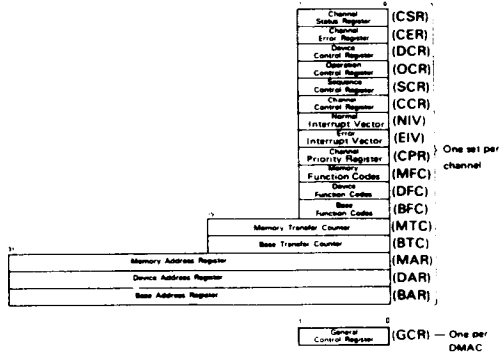 7 0
Channel
Status Register (CSR)
Channel
Error Register (CER)
Device
Control Register (DCR)
Operation
Control Register (OCR)
Sequence
Control Register (SCR)
Channel
Control Register (CCR)
Normal
Interrupt Vector (NIV)
Error
Interrupt Vector (EIV)
Channel
Priority Register (CPR)
Memory
Function Codes (MFC)
Device
Function Codes (DFC)
Base
Function Codes (BFC)
One set per
channel
15
Memory Transfer Counter (MTC)
Base Transfer Counter (BTC)
31
Memory Address Register (MAR)
Device Address Register (DAR)
Base Address Register (BAR)
0
General
Control Register (GCR) — One per
DMAC